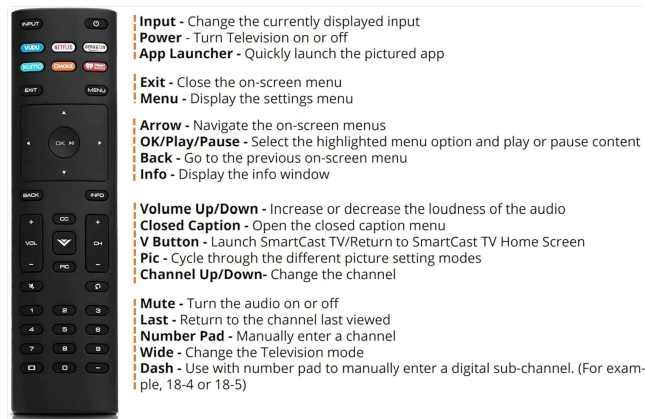 INPUT
VUDU NETFLIX amazon
XUMO CRACKLE iHeart
EXIT MENU
OK
BACK INFO
+ CC +
VOL CH
- PIC -
1 2 3
4 5 6
7 8 9
0 -
Input - Change the currently displayed input
Power - Turn Television on or off
App Launcher - Quickly launch the pictured app
Exit - Close the on-screen menu
Menu - Display the settings menu
Arrow - Navigate the on-screen menus
OK/Play/Pause - Select the highlighted menu option and play or pause content
Back - Go to the previous on-screen menu
Info - Display the info window
Volume Up/Down - Increase or decrease the loudness of the audio
Closed Caption - Open the closed caption menu
V Button - Launch SmartCast TV/Return to SmartCast TV Home Screen
Pic - Cycle through the different picture setting modes
Channel Up/Down- Change the channel
Mute - Turn the audio on or off
Last - Return to the channel last viewed
Number Pad - Manually enter a channel
Wide - Change the Television mode
Dash - Use with number pad to manually enter a digital sub-channel. (For exam-
ple, 18-4 or 18-5)